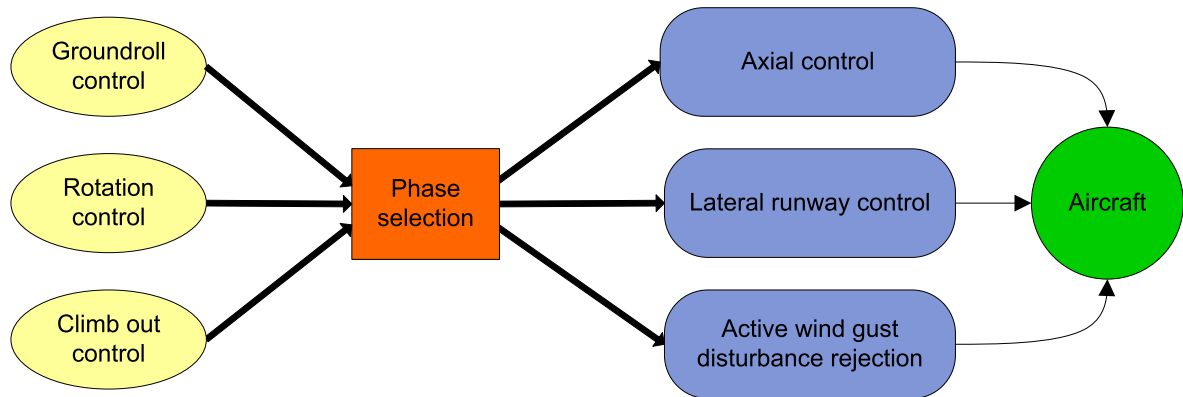 Groundroll
control
Rotation
control
Climb out
control
Phase
selection
Axial control
Lateral runway control
Active wind gust
disturbance rejection
Aircraft